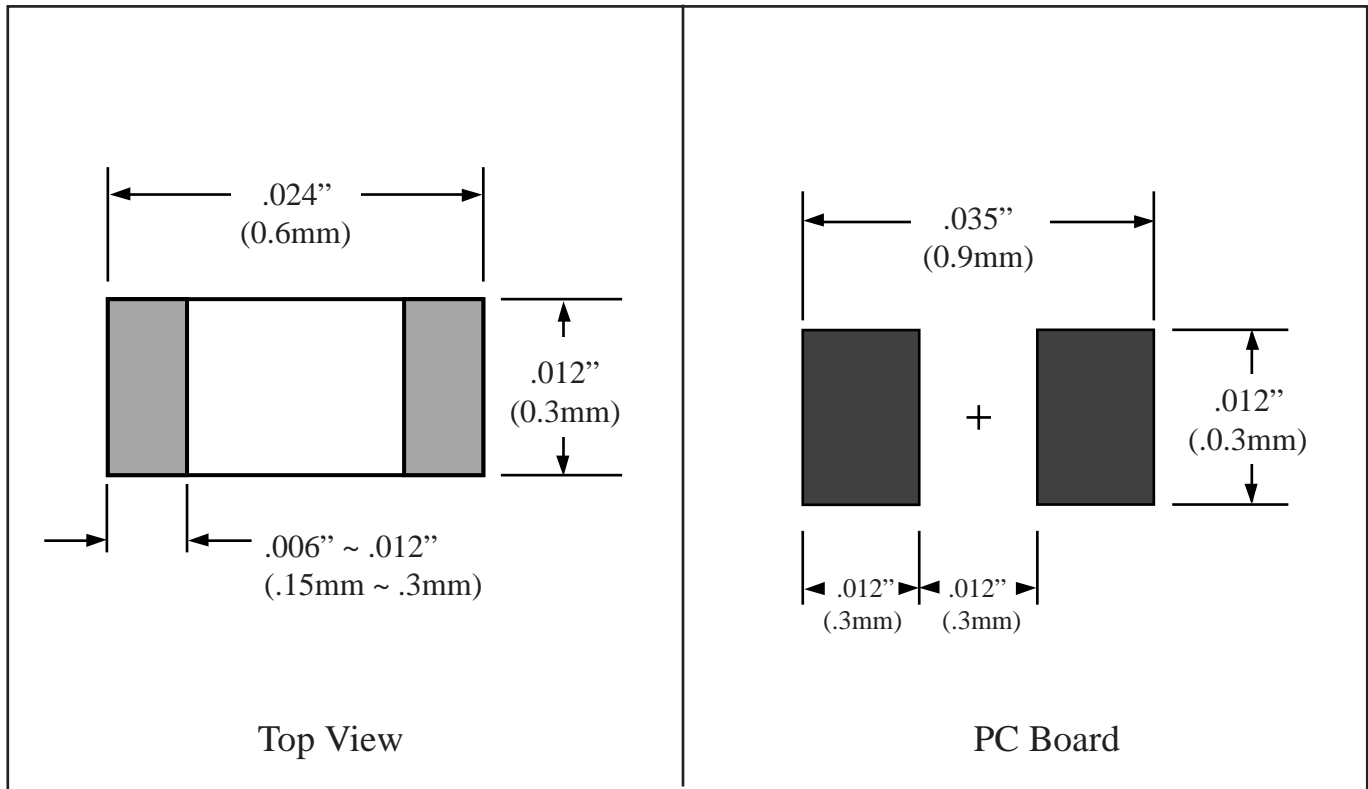 .024”
(0.6mm)
.012”
(0.3mm)
.006” ~ .012”
(.15mm ~ .3mm)
Top View
.035”
(0.9mm)
+
.012”
(.0.3mm)
.012”
(.3mm)
.012”
(.3mm)
PC Board